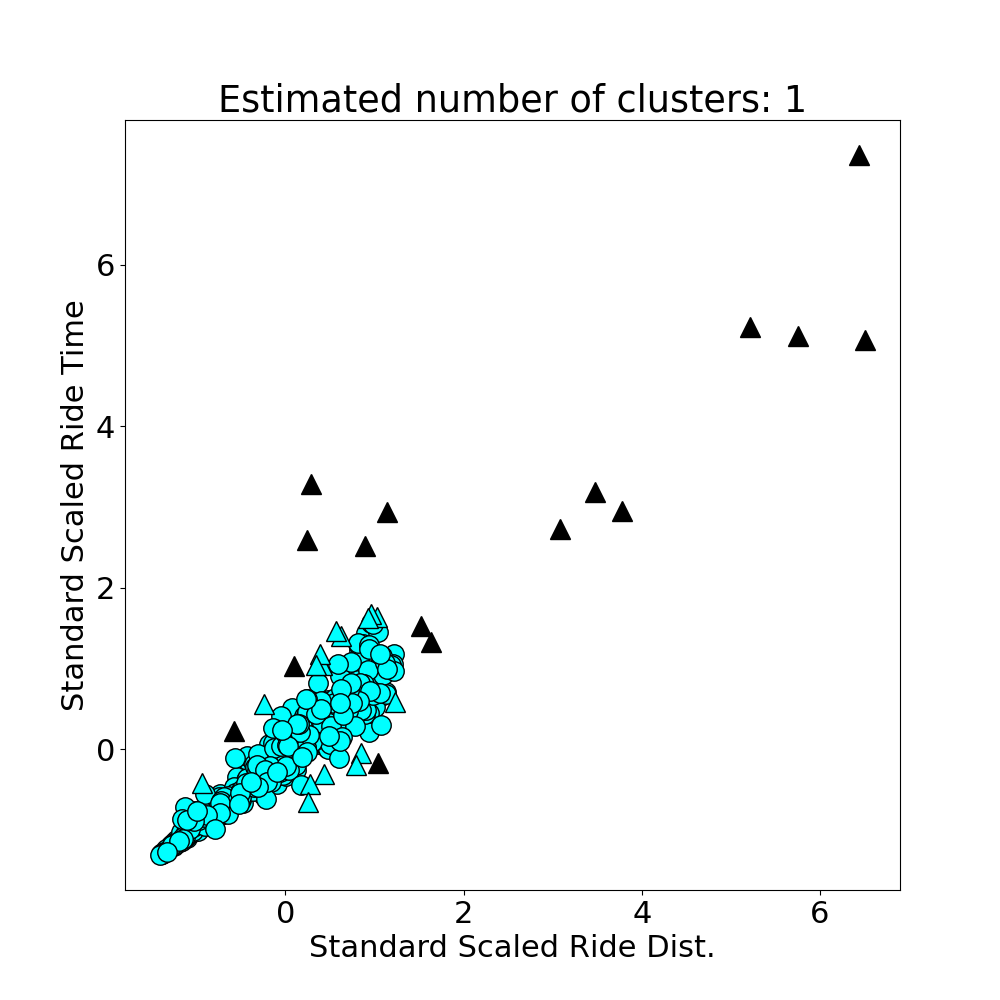 Estimated number of clusters: 1
Standard Scaled Ride Time
6
4
2
0
0 2 4 6
Standard Scaled Ride Dist.